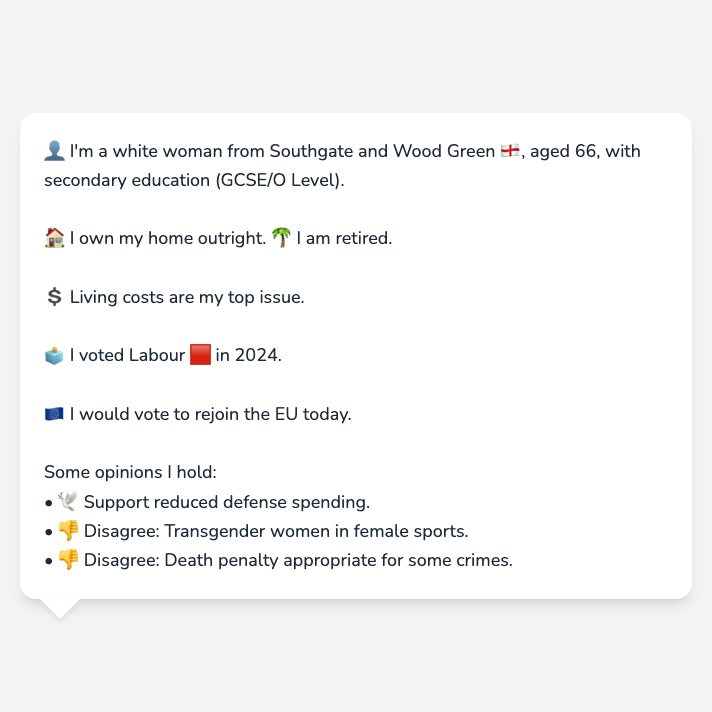 👤 I'm a white woman from Southgate and Wood Green 🏴󠁧󠁢󠁥󠁮󠁧󠁿, aged 66, with
secondary education (GCSE/O Level).
🏠 I own my home outright. 🌴 I am retired.
💲 Living costs are my top issue.
🗳️ I voted Labour 🟥 in 2024.
🇪🇺 I would vote to rejoin the EU today.
Some opinions I hold:
• 🕊️ Support reduced defense spending.
• 👎 Disagree: Transgender women in female sports.
• 👎 Disagree: Death penalty appropriate for some crimes.